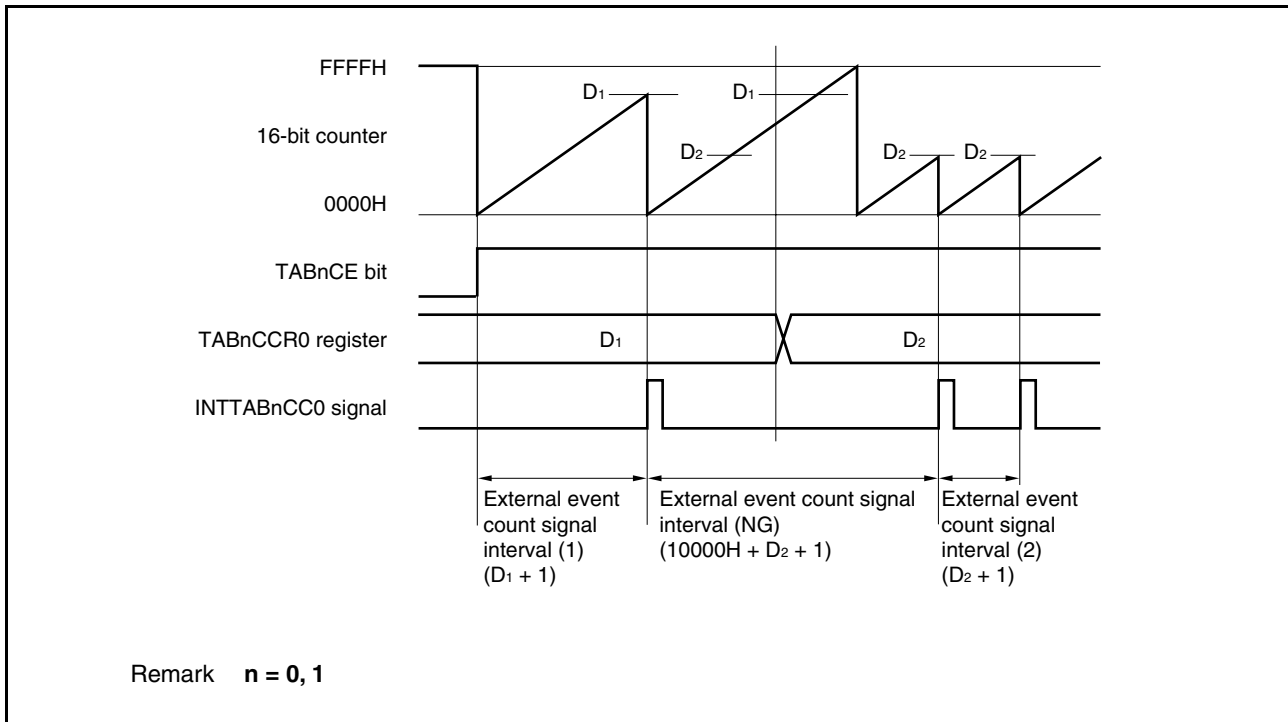 FFFFH
D1
D1
16-bit counter
D2
D2
D2
0000H
TABnCE bit
TABnCCR0 register
D1
D2
INTTABnCC0 signal
External event
count signal
interval (1)
(D1 + 1)
External event count signal
interval (NG)
(10000H + D2 + 1)
External event
count signal
interval (2)
(D2 + 1)
Remark n = 0, 1